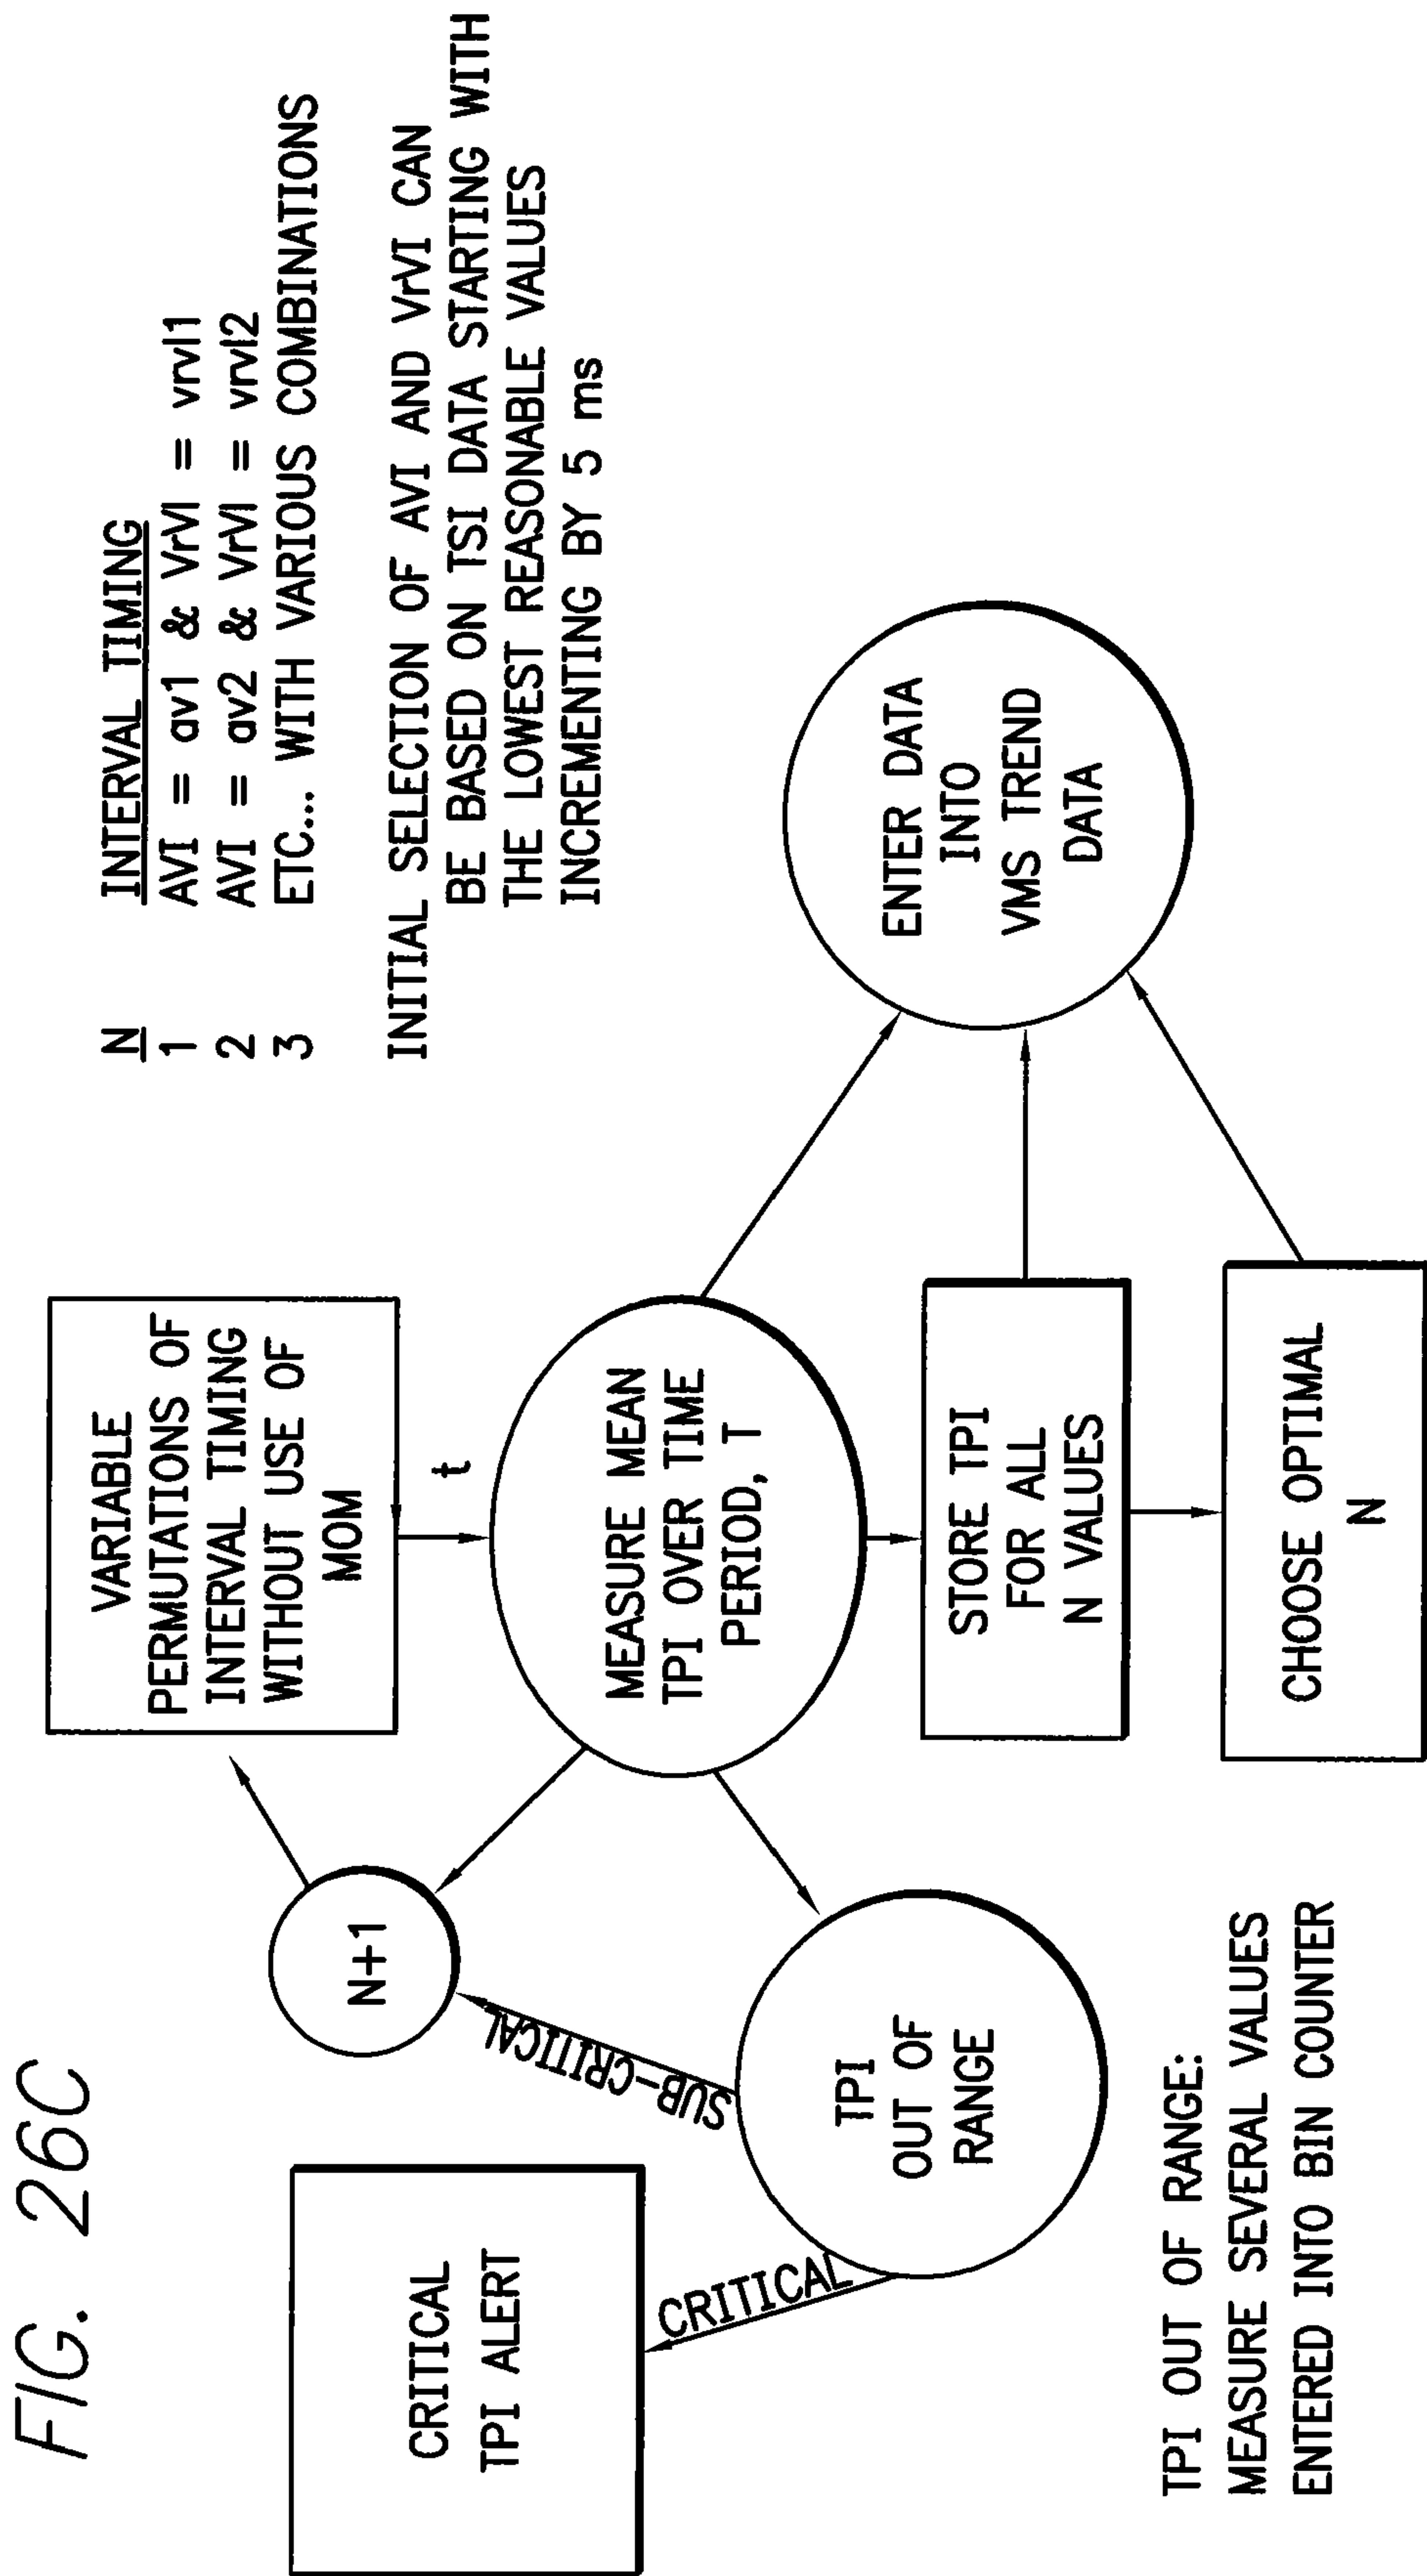 FIG. 26C
N INTERVAL TIMING
1 AVI = av1 & VrVI = vrvI1
2 AVI = av2 & VrVI = vrvI2
3 ETC... WITH VARIOUS COMBINATIONS
INITIAL SELECTION OF AVI AND VrVI CAN
BE BASED ON TSI DATA STARTING WITH
THE LOWEST REASONABLE VALUES
INCREMENTING BY 5 ms
VARIABLE
PERMUTATIONS OF
INTERVAL TIMING
WITHOUT USE OF
MOM
t
N+1
MEASURE MEAN
TPI OVER TIME
PERIOD, T
SUB-CRITICAL
CRITICAL
TPI ALERT
CRITICAL
TPI
OUT OF
RANGE
STORE TPI
FOR ALL
N VALUES
ENTER DATA
INTO
VMS TREND
DATA
CHOOSE OPTIMAL
N
TPI OUT OF RANGE:
MEASURE SEVERAL VALUES
ENTERED INTO BIN COUNTER